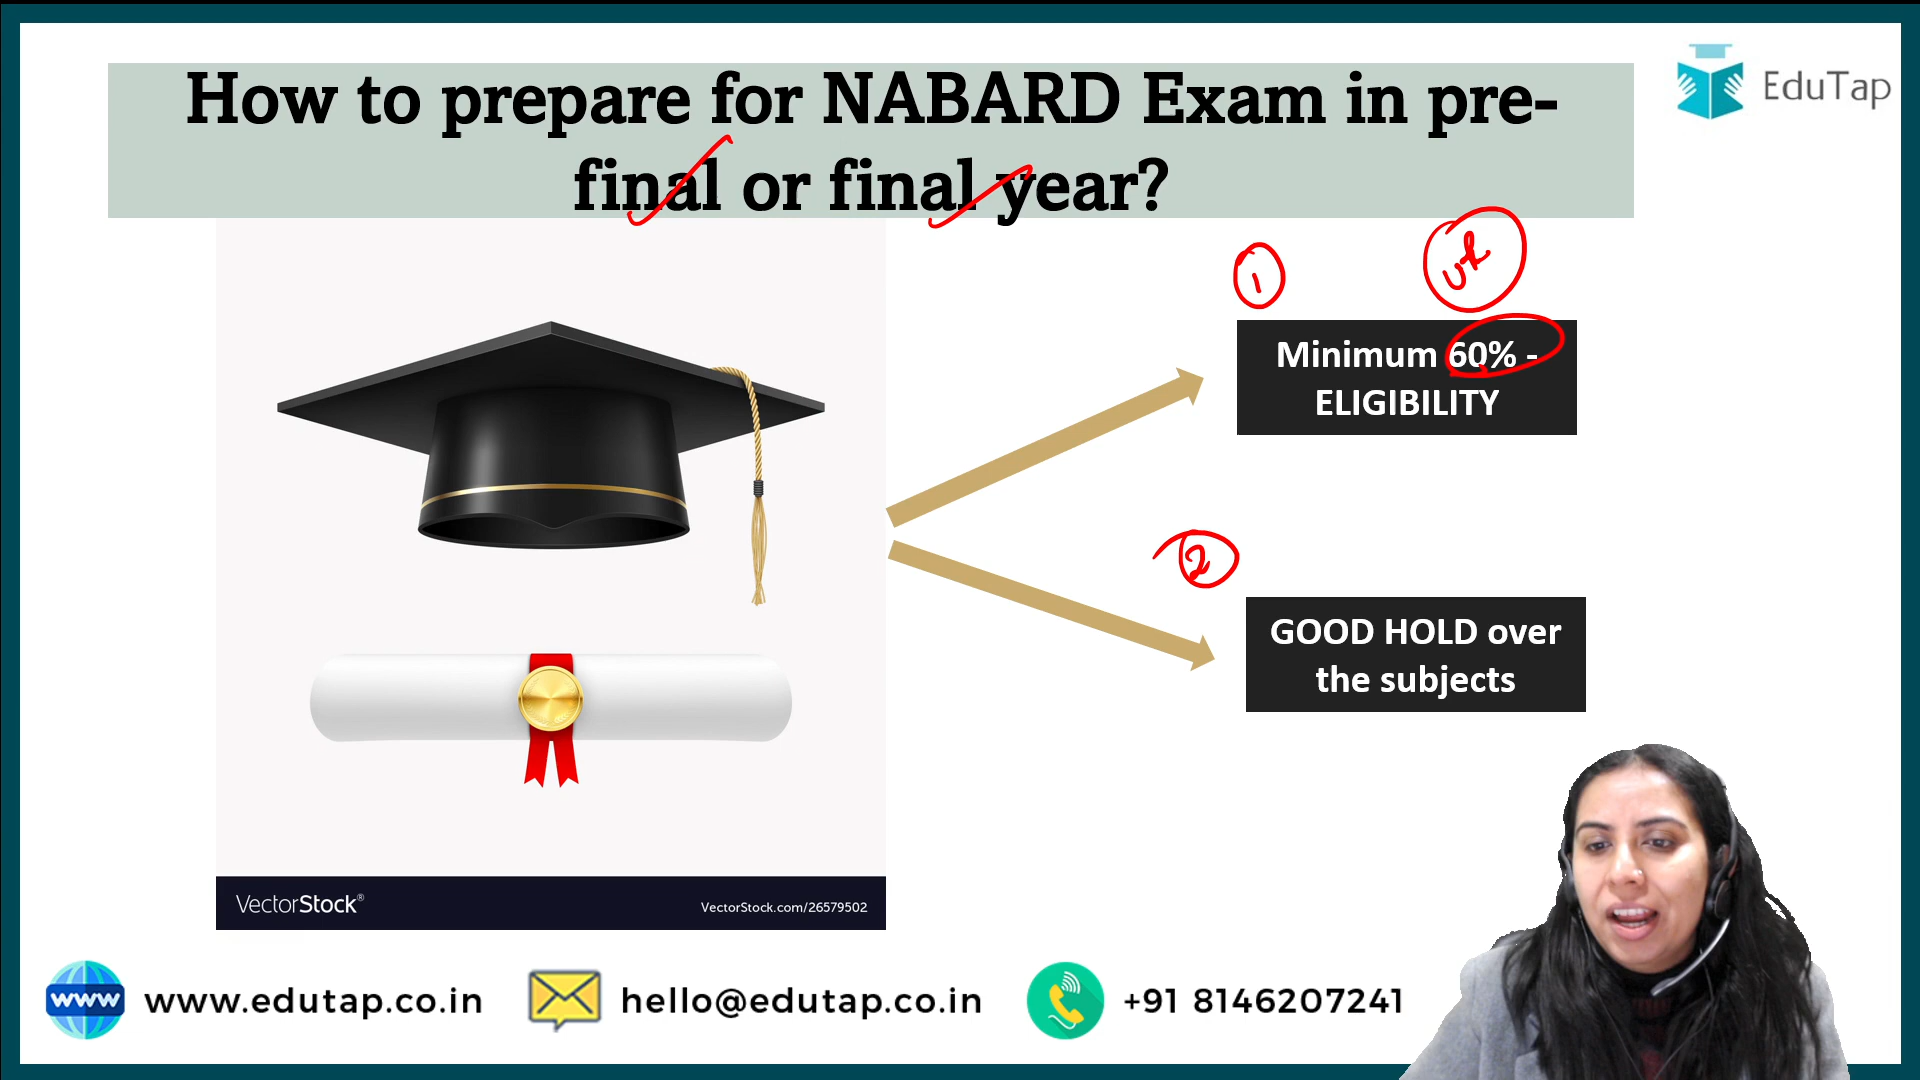 How to prepare for NABARD Exam in pre-
final or final year?
EduTap
1
UR
Minimum 60% -
ELIGIBILITY
2
GOOD HOLD over
the subjects
VectorStock®
VectorStock.com/26579502
www
www.edutap.co.in
hello@edutap.co.in
+91 8146207241